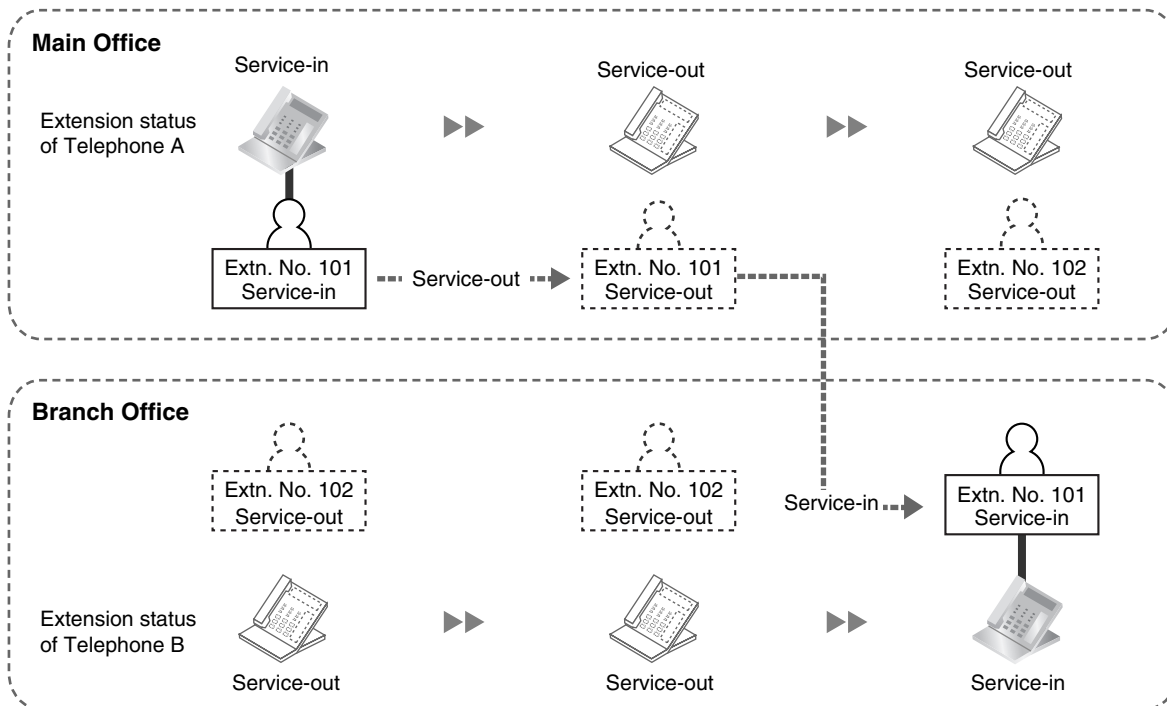 Main Office
Service-in
Service-out
Service-out
Extension status
of Telephone A
Extn. No. 101
Service-in
Service-out
Extn. No. 101
Service-out
Extn. No. 102
Service-out
Branch Office
Extn. No. 102
Service-out
Extn. No. 102
Service-out
Service-in
Extn. No. 101
Service-in
Extension status
of Telephone B
Service-out
Service-out
Service-in